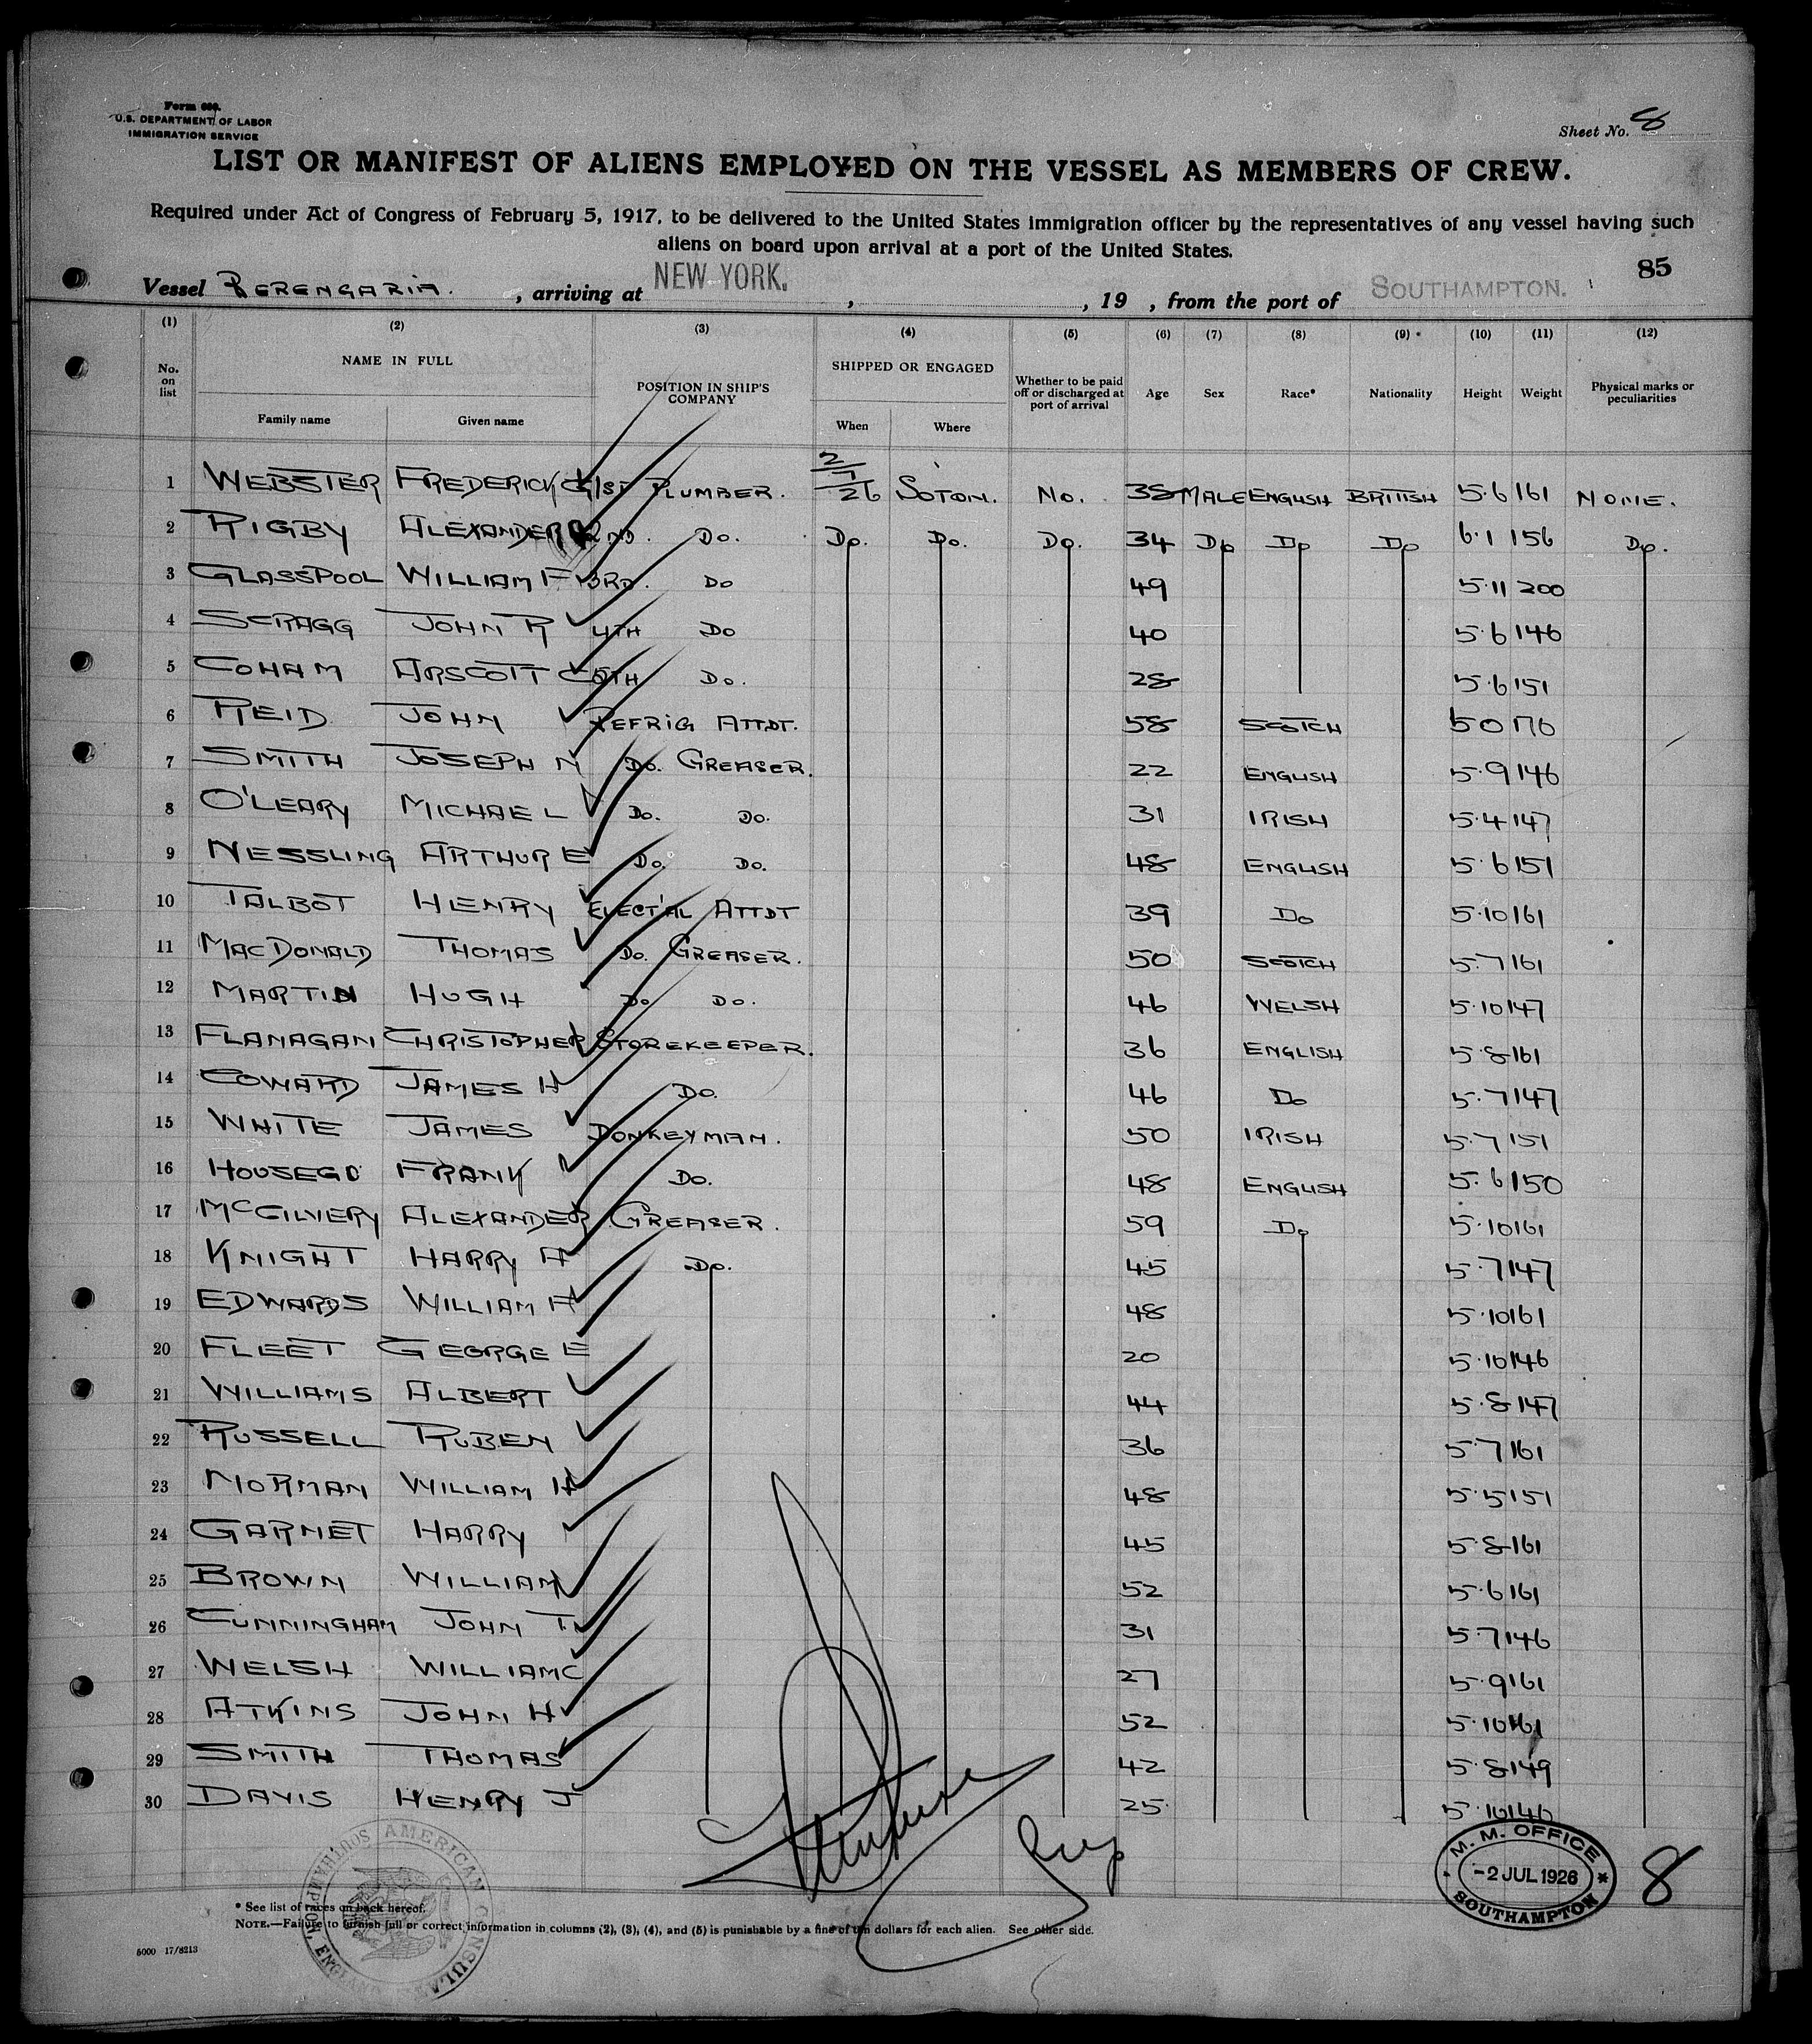 Form 680.
U.S. DEPARTMENT OF LABOR
IMMIGRATION SERVICE
Sheet No. 8
LIST OR MANIFEST OF ALIENS EMPLOYED ON THE VESSEL AS MEMBERS OF CREW.
Required under Act of Congress of February 5, 1917, to be delivered to the United States immigration officer by the representatives of any vessel having such
aliens on board upon arrival at a port of the United States.
85
Vessel BERENGARIA. , arriving at NEW YORK. , , 19 , from the port of SOUTHAMPTON.
(1) (2) (3) (4) (5) (6) (7) (8) (9) (10) (11) (12)
No. on list NAME IN FULL Family name Given name POSITION IN SHIP'S COMPANY SHIPPED OR ENGAGED When Where Whether to be paid off or discharged at port of arrival Age Sex Race* Nationality Height Weight Physical marks or peculiarities
1 WEBSTER FREDERICK G 1ST PLUMBER. 2/7/26 SOTON. NO. 38 MALE ENGLISH BRITISH 5.6 161 NONE.
2 RIGBY ALEXANDER 2ND. DO. DO. DO. DO. 34 DO DO DO 6.1 156 DO.
3 GLASSPOOL WILLIAM F 3RD. DO 49 5.11 200
4 SCRAGG JOHN R 4TH DO 40 5.6 146
5 COHAM ARSCOTT C 5TH DO. 28 5.6 151
6 REID JOHN REFRIG ATTDT. 58 SCOTCH 5 0 170
7 SMITH JOSEPH N DO. GREASER. 22 ENGLISH 5.9 146
8 O'LEARY MICHAEL DO. DO. 31 IRISH 5.4 147
9 NESSLING ARTHUR E DO. DO. 48 ENGLISH 5.6 151
10 TALBOT HENRY ELECT'AL ATTDT 39 DO 5.10 161
11 MACDONALD THOMAS DO. GREASER. 50 SCOTCH 5.7 161
12 MARTIN HUGH DO DO. 46 WELSH 5.10 147
13 FLANAGAN CHRISTOPHER STOREKEEPER. 36 ENGLISH 5.8 161
14 COWARD JAMES H DO. 46 DO 5.7 147
15 WHITE JAMES DONKEYMAN. 50 IRISH 5.7 151
16 HOUSEGO FRANK DO. 48 ENGLISH 5.6 150
17 McGILVERY ALEXANDER GREASER. 59 DO 5.10 161
18 KNIGHT HARRY A DO. 45 5.7 147
19 EDWARDS WILLIAM A 48 5.10 161
20 FLEET GEORGE E 20 5.10 146
21 WILLIAMS ALBERT 44 5.8 147
22 RUSSELL RUBEN 36 5.7 161
23 NORMAN WILLIAM H 48 5.5 151
24 GARNET HARRY 45 5.8 161
25 BROWN WILLIAM 52 5.6 161
26 CUNNINGHAM JOHN T. 31 5.7 146
27 WELSH WILLIAM C 27 5.9 161
28 ATKINS JOHN H 52 5.10 161
29 SMITH THOMAS 42 5.8 149
30 DAVIS HENRY J 25. 5.10 146
M. M. OFFICE
-2 JUL 1926
SOUTHAMPTON
8
AMERICAN CONSULAR
SOUTHAMPTON, ENGLAND
* See list of races on back hereof.
NOTE.—Failure to furnish full or correct information in columns (2), (3), (4), and (5) is punishable by a fine of ten dollars for each alien. See other side.
5000 17/8213